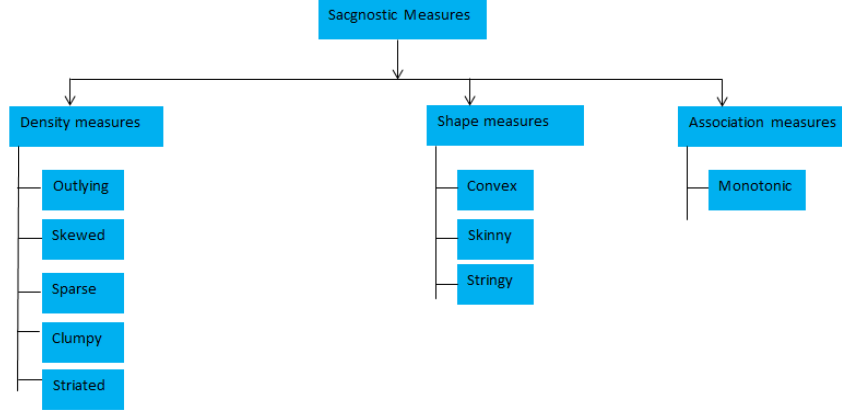 Sacgnostic Measures
Density measures
Shape measures
Association measures
Outlying
Skewed
Sparse
Clumpy
Striated
Convex
Skinny
Stringy
Monotonic